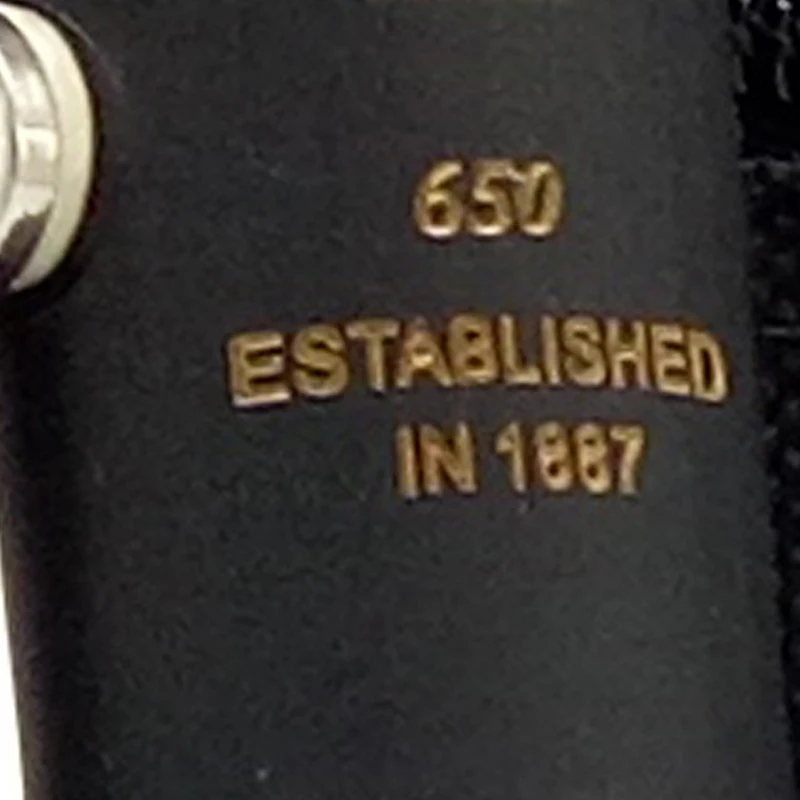 650
ESTABLISHED
IN 1887